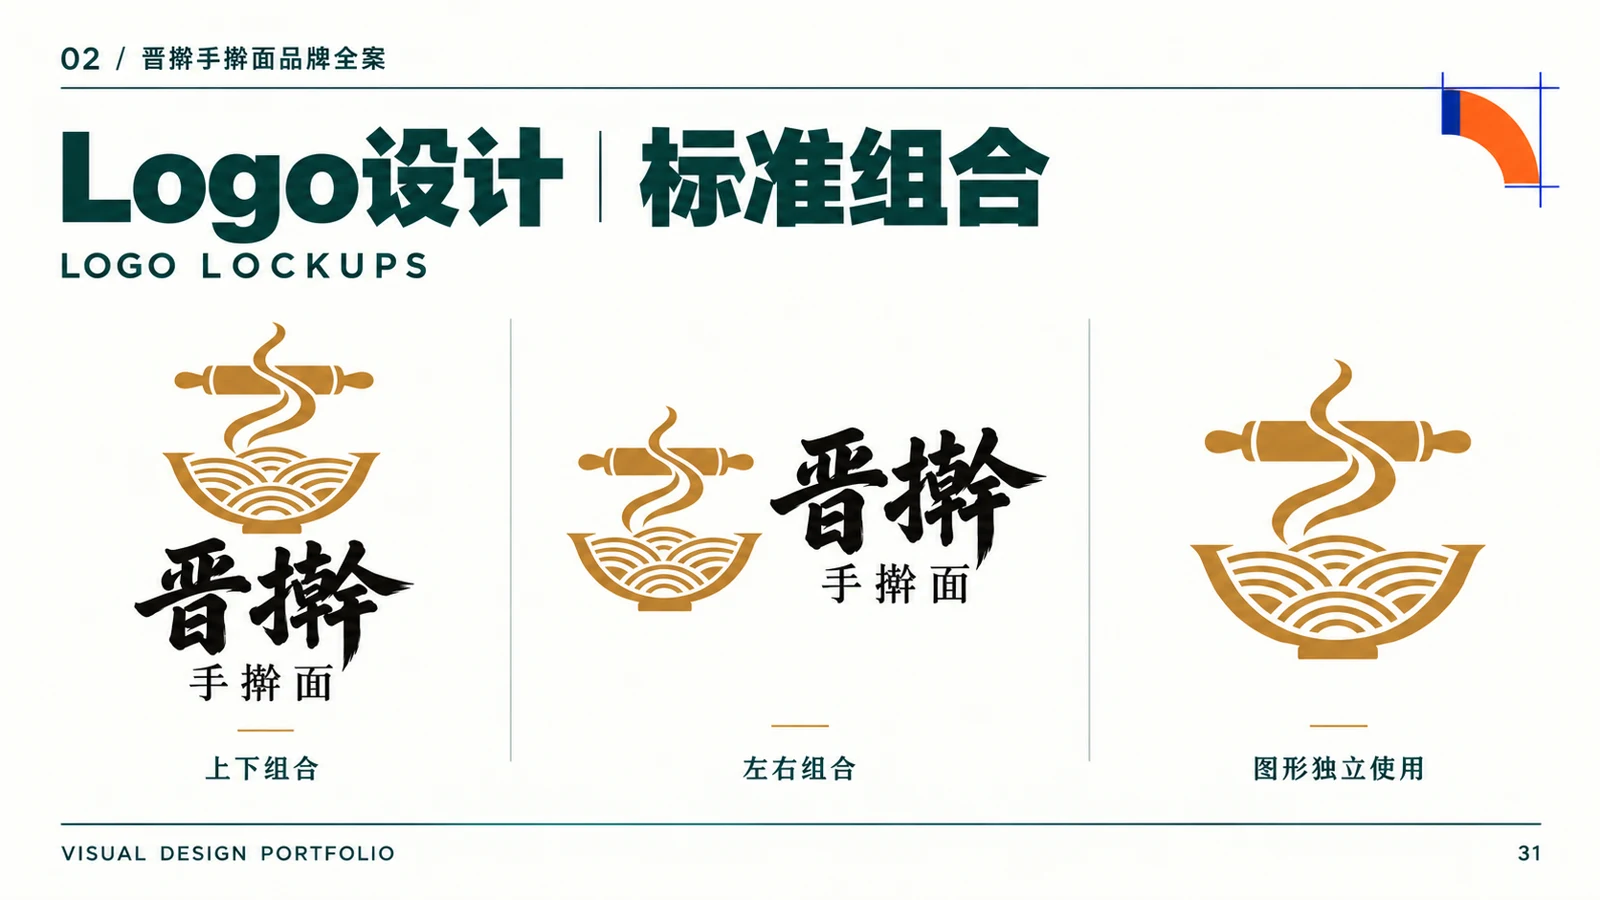 02 / 晋擀手擀面品牌全案
Logo设计 | 标准组合
LOGO LOCKUPS
晋擀
手擀面
上下组合
晋擀
手擀面
左右组合
图形独立使用
VISUAL DESIGN PORTFOLIO
31